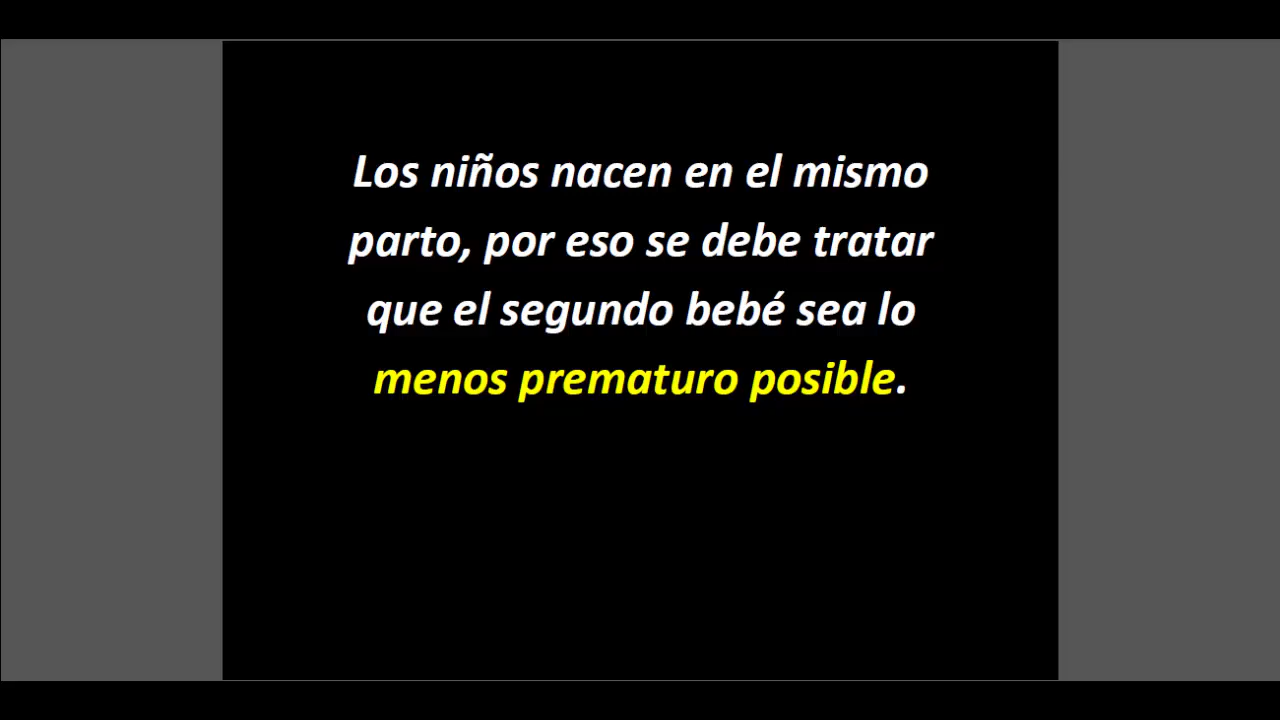 Los niños nacen en el mismo
parto, por eso se debe tratar
que el segundo bebé sea lo
menos prematuro posible.